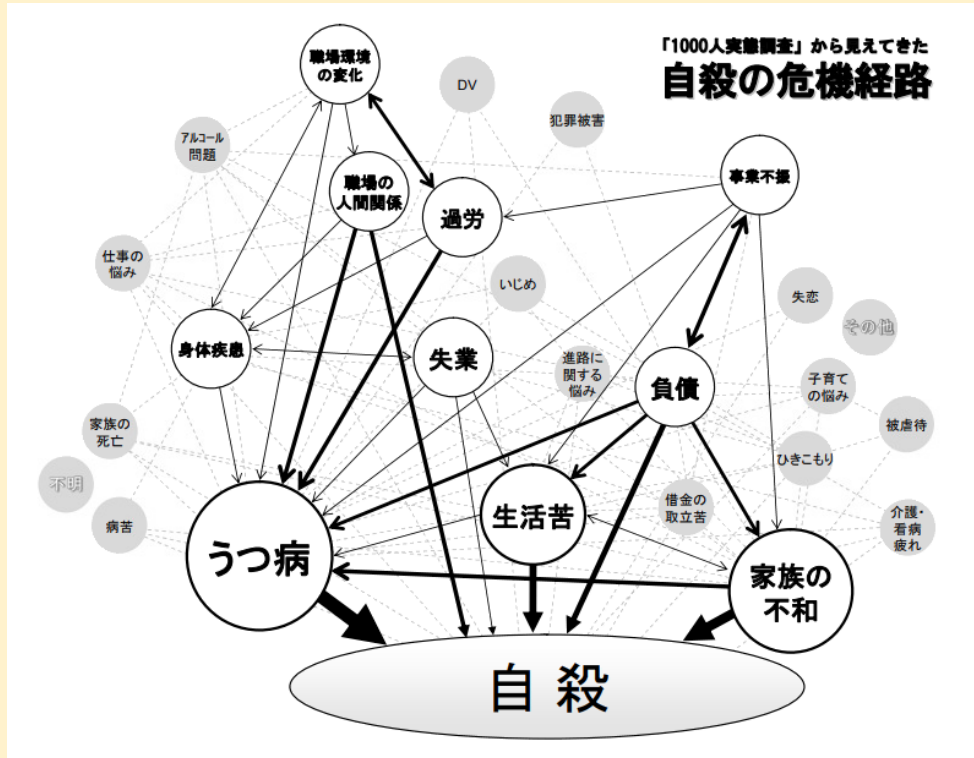 「1000人実態調査」から見えてきた
自殺の危機経路
職場環境
の変化
DV
犯罪被害
アルコール
問題
職場の
人間関係
過労
事業不振
仕事の
悩み
いじめ
失恋
その他
身体疾患
失業
進路に
関する
悩み
負債
子育て
の悩み
家族の
死亡
被虐待
ひきこもり
不明
病苦
うつ病
生活苦
借金の
取立苦
介護・
看病
疲れ
家族の
不和
自殺